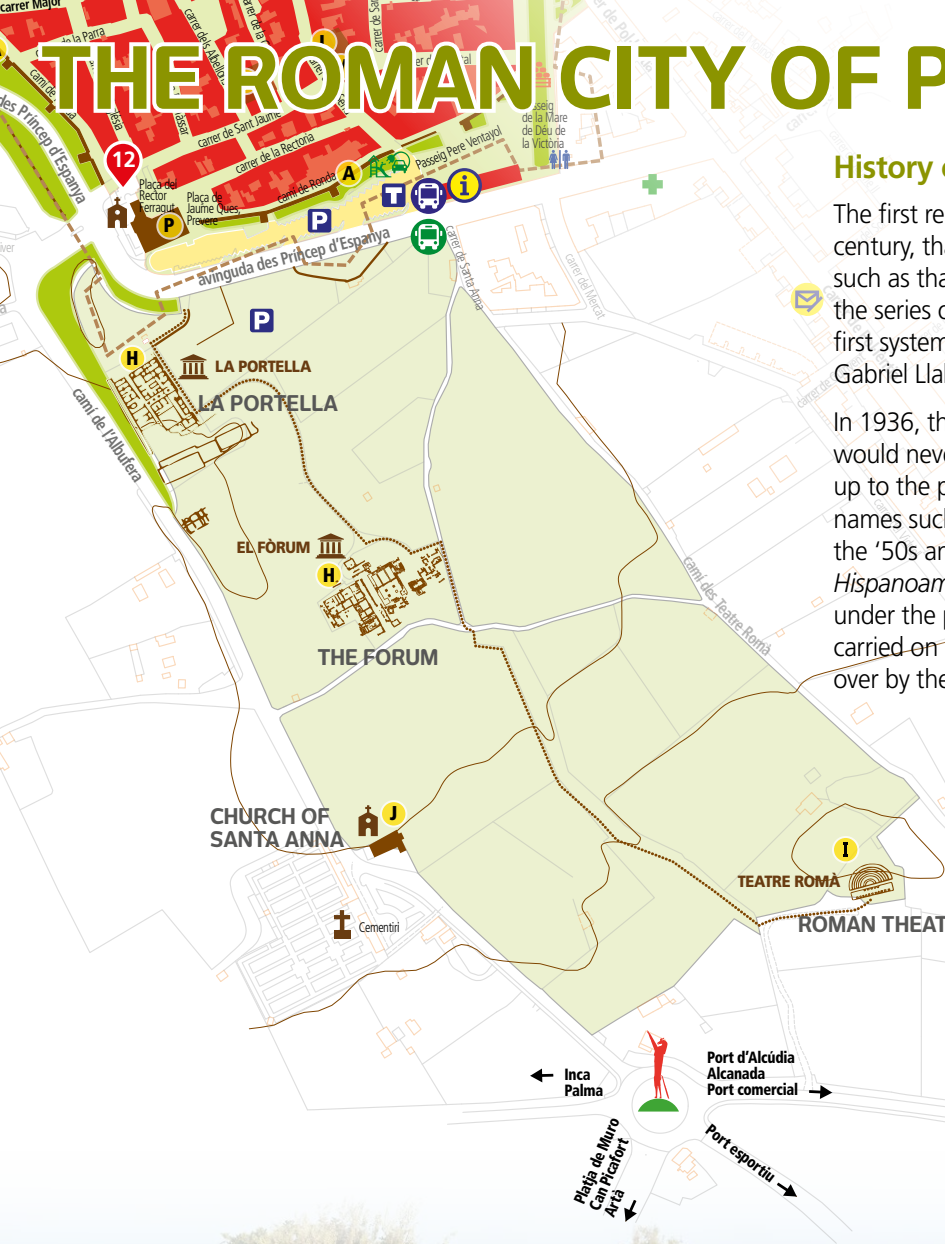 carrer Major
de la Parra
carrer dels Albellons
THE ROMAN CITY OF P
des Príncep d'Espanya
carrer de Sant Jaume
carrer de la Rectoria
12
camí de Ronda
A
Passeig Pere Ventayol
Passeig
de la Mare
de Déu de
la Victòria
Plaça del
Rector
Ferragut
P
Plaça de
Jaume Ques,
Prevere
P
T
i
avinguda des Príncep d'Espanya
carrer de Santa Anna
carrer del Mercat
P
H
LA PORTELLA
LA PORTELLA
camí de l'Albufera
EL FÒRUM
H
THE FORUM
camí des Teatre Romà
CHURCH OF
SANTA ANNA
J
Cementiri
I
TEATRE ROMÀ
ROMAN THEAT
Inca
Palma
Port d'Alcúdia
Alcanada
Port comercial
Port esportiu
Platja de Muro
Can Picafort
Artà
History
The first re
century, tha
such as tha
the series
first system
Gabriel Lla
In 1936, th
would neve
up to the p
names such
the '50s an
Hispanoam
under the p
carried on
over by the